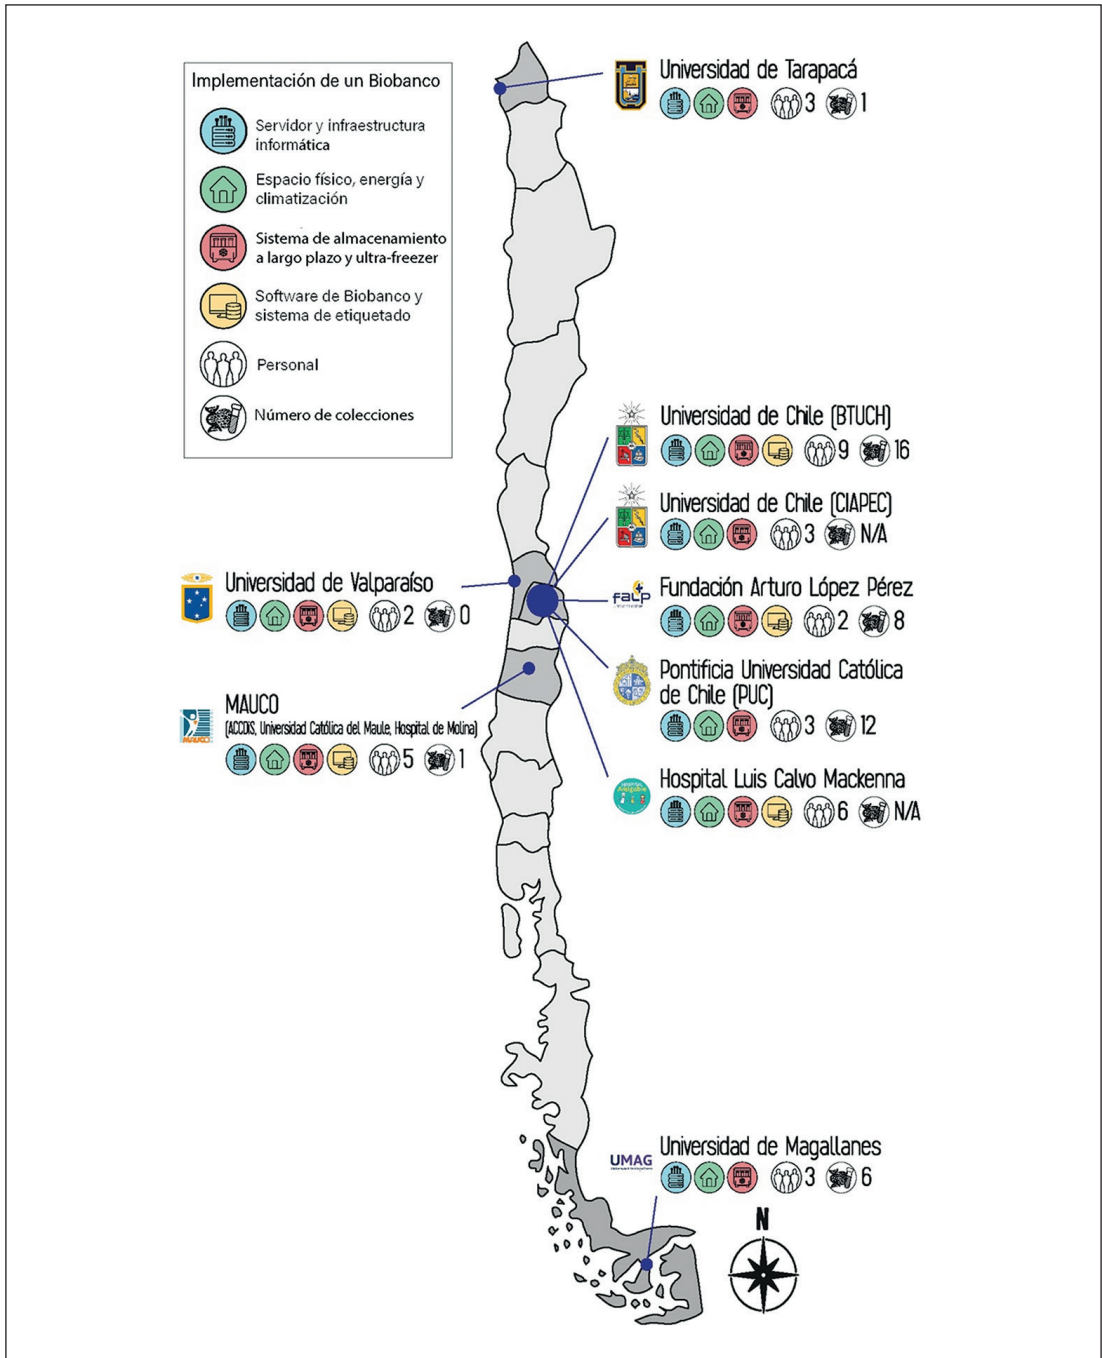 Implementación de un Biobanco
Servidor y infraestructura
informática
Espacio físico, energía y
climatización
Sistema de almacenamiento
a largo plazo y ultra-freezer
Software de Biobanco y
sistema de etiquetado
Personal
Número de colecciones
Universidad de Tarapacá
3 1
Universidad de Chile (BTUCH)
9 16
Universidad de Chile (CIAPEC)
3 N/A
falp
Fundación Arturo López Pérez
2 8
Pontificia Universidad Católica
de Chile (PUC)
3 12
Hospital Luis Calvo Mackenna
6 N/A
Universidad de Valparaíso
2 0
MAUCO
MAUCO
(ACCDiS, Universidad Católica del Maule, Hospital de Molina)
5 1
UMAG
Universidad de Magallanes
3 6
N